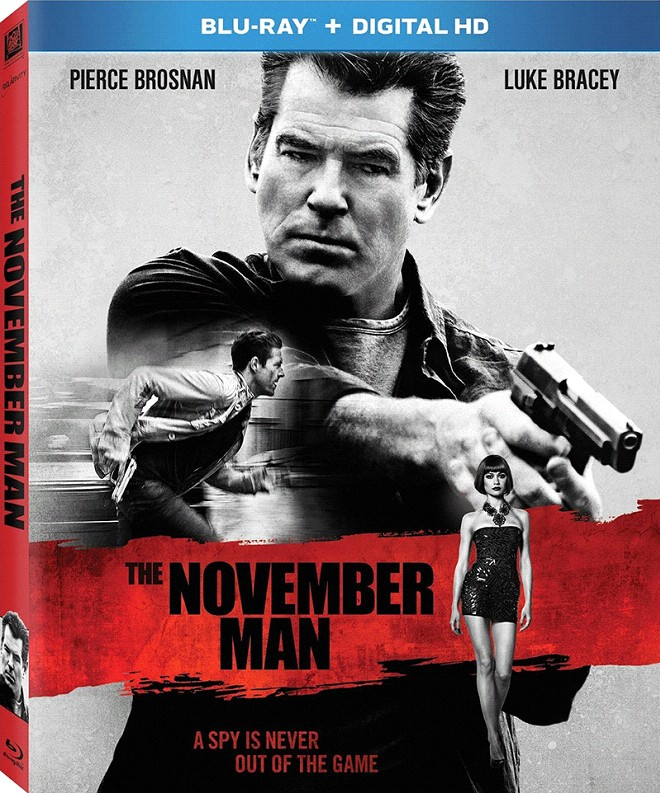 BLU-RAY™ + DIGITAL HD
PIERCE BROSNAN
LUKE BRACEY
THE NOVEMBER MAN
THE
NOVEMBER
MAN
A SPY IS NEVER
OUT OF THE GAME